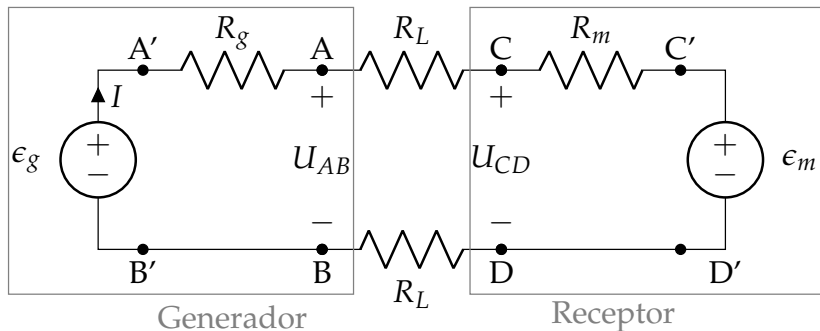 R_g R_L R_m
A′ A C C′
I + +
ϵ_g + − U_AB U_CD + − ϵ_m
− −
B′ B D D′
R_L
Generador Receptor